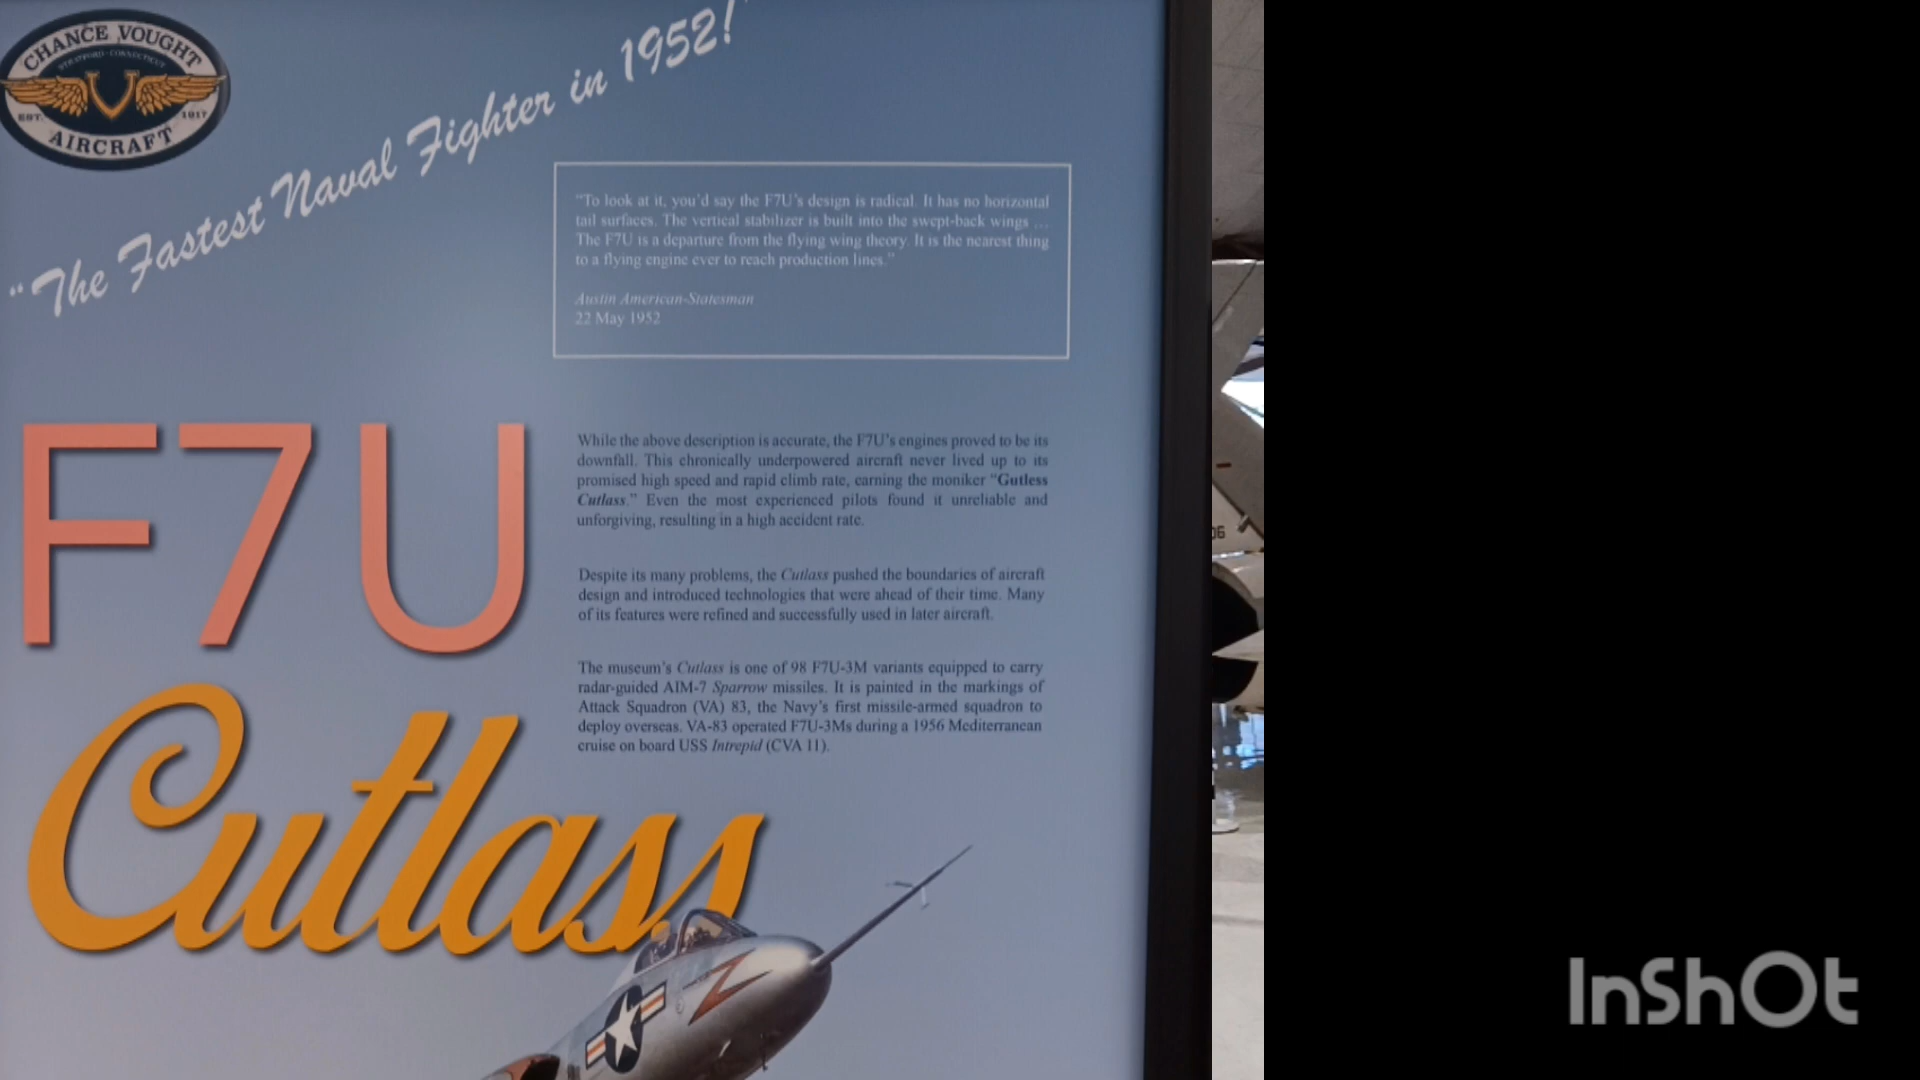 CHANCE VOUGHT
STRATFORD · CONNECTICUT
EST. 1917
AIRCRAFT
"The Fastest Naval Fighter in 1952!"
"To look at it, you'd say the F7U's design is radical. It has no horizontal
tail surfaces. The vertical stabilizer is built into the swept-back wings ...
The F7U is a departure from the flying wing theory. It is the nearest thing
to a flying engine ever to reach production lines."
Austin American-Statesman
22 May 1952
F7U
Cutlass
While the above description is accurate, the F7U's engines proved to be its
downfall. This chronically underpowered aircraft never lived up to its
promised high speed and rapid climb rate, earning the moniker "Gutless
Cutlass." Even the most experienced pilots found it unreliable and
unforgiving, resulting in a high accident rate.
Despite its many problems, the Cutlass pushed the boundaries of aircraft
design and introduced technologies that were ahead of their time. Many
of its features were refined and successfully used in later aircraft.
The museum's Cutlass is one of 98 F7U-3M variants equipped to carry
radar-guided AIM-7 Sparrow missiles. It is painted in the markings of
Attack Squadron (VA) 83, the Navy's first missile-armed squadron to
deploy overseas. VA-83 operated F7U-3Ms during a 1956 Mediterranean
cruise on board USS Intrepid (CVA 11).
06
InShOt